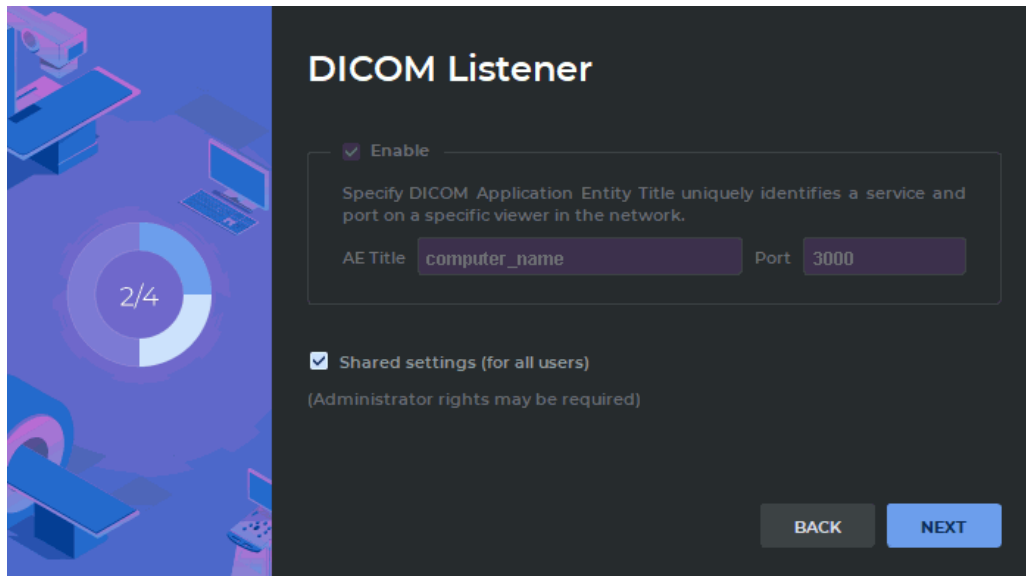 DICOM Listener
Enable
Specify DICOM Application Entity Title uniquely identifies a service and
port on a specific viewer in the network.
AE Title computer_name Port 3000
2/4
Shared settings (for all users)
(Administrator rights may be required)
BACK NEXT